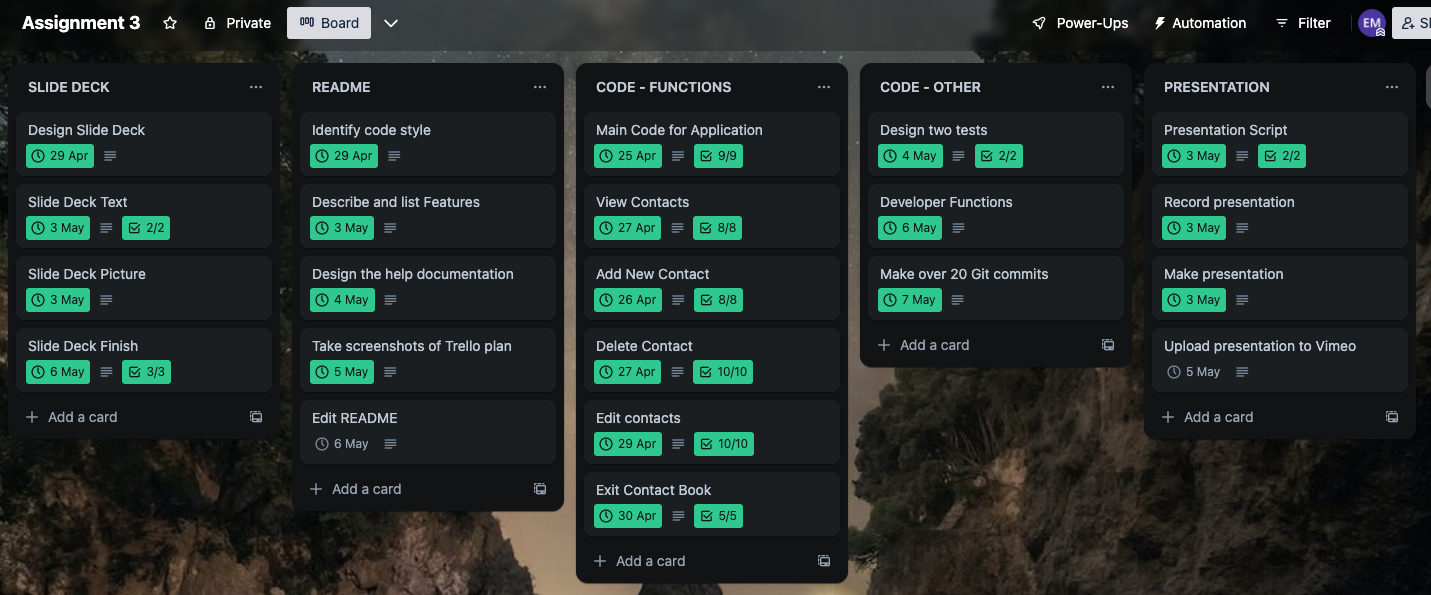 Assignment 3
Private
Board
Power-Ups
Automation
Filter
EM
SLIDE DECK
Design Slide Deck
29 Apr
Slide Deck Text
3 May 2/2
Slide Deck Picture
3 May
Slide Deck Finish
6 May 3/3
Add a card
README
Identify code style
29 Apr
Describe and list Features
3 May
Design the help documentation
4 May
Take screenshots of Trello plan
5 May
Edit README
6 May
Add a card
CODE - FUNCTIONS
Main Code for Application
25 Apr 9/9
View Contacts
27 Apr 8/8
Add New Contact
26 Apr 8/8
Delete Contact
27 Apr 10/10
Edit contacts
29 Apr 10/10
Exit Contact Book
30 Apr 5/5
Add a card
CODE - OTHER
Design two tests
4 May 2/2
Developer Functions
6 May
Make over 20 Git commits
7 May
Add a card
PRESENTATION
Presentation Script
3 May 2/2
Record presentation
3 May
Make presentation
3 May
Upload presentation to Vimeo
5 May
Add a card